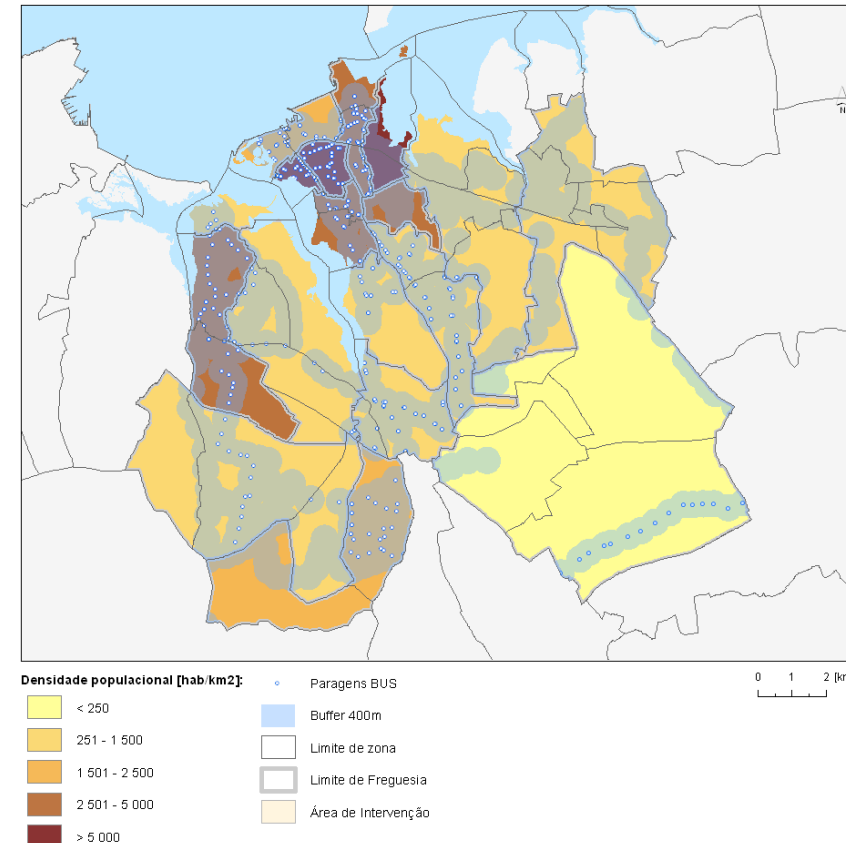 N
Densidade populacional [hab/km2]:
< 250
251 - 1 500
1 501 - 2 500
2 501 - 5 000
> 5 000
Paragens BUS
Buffer 400m
Limite de zona
Limite de Freguesia
Área de Intervenção
0 1 2 [k